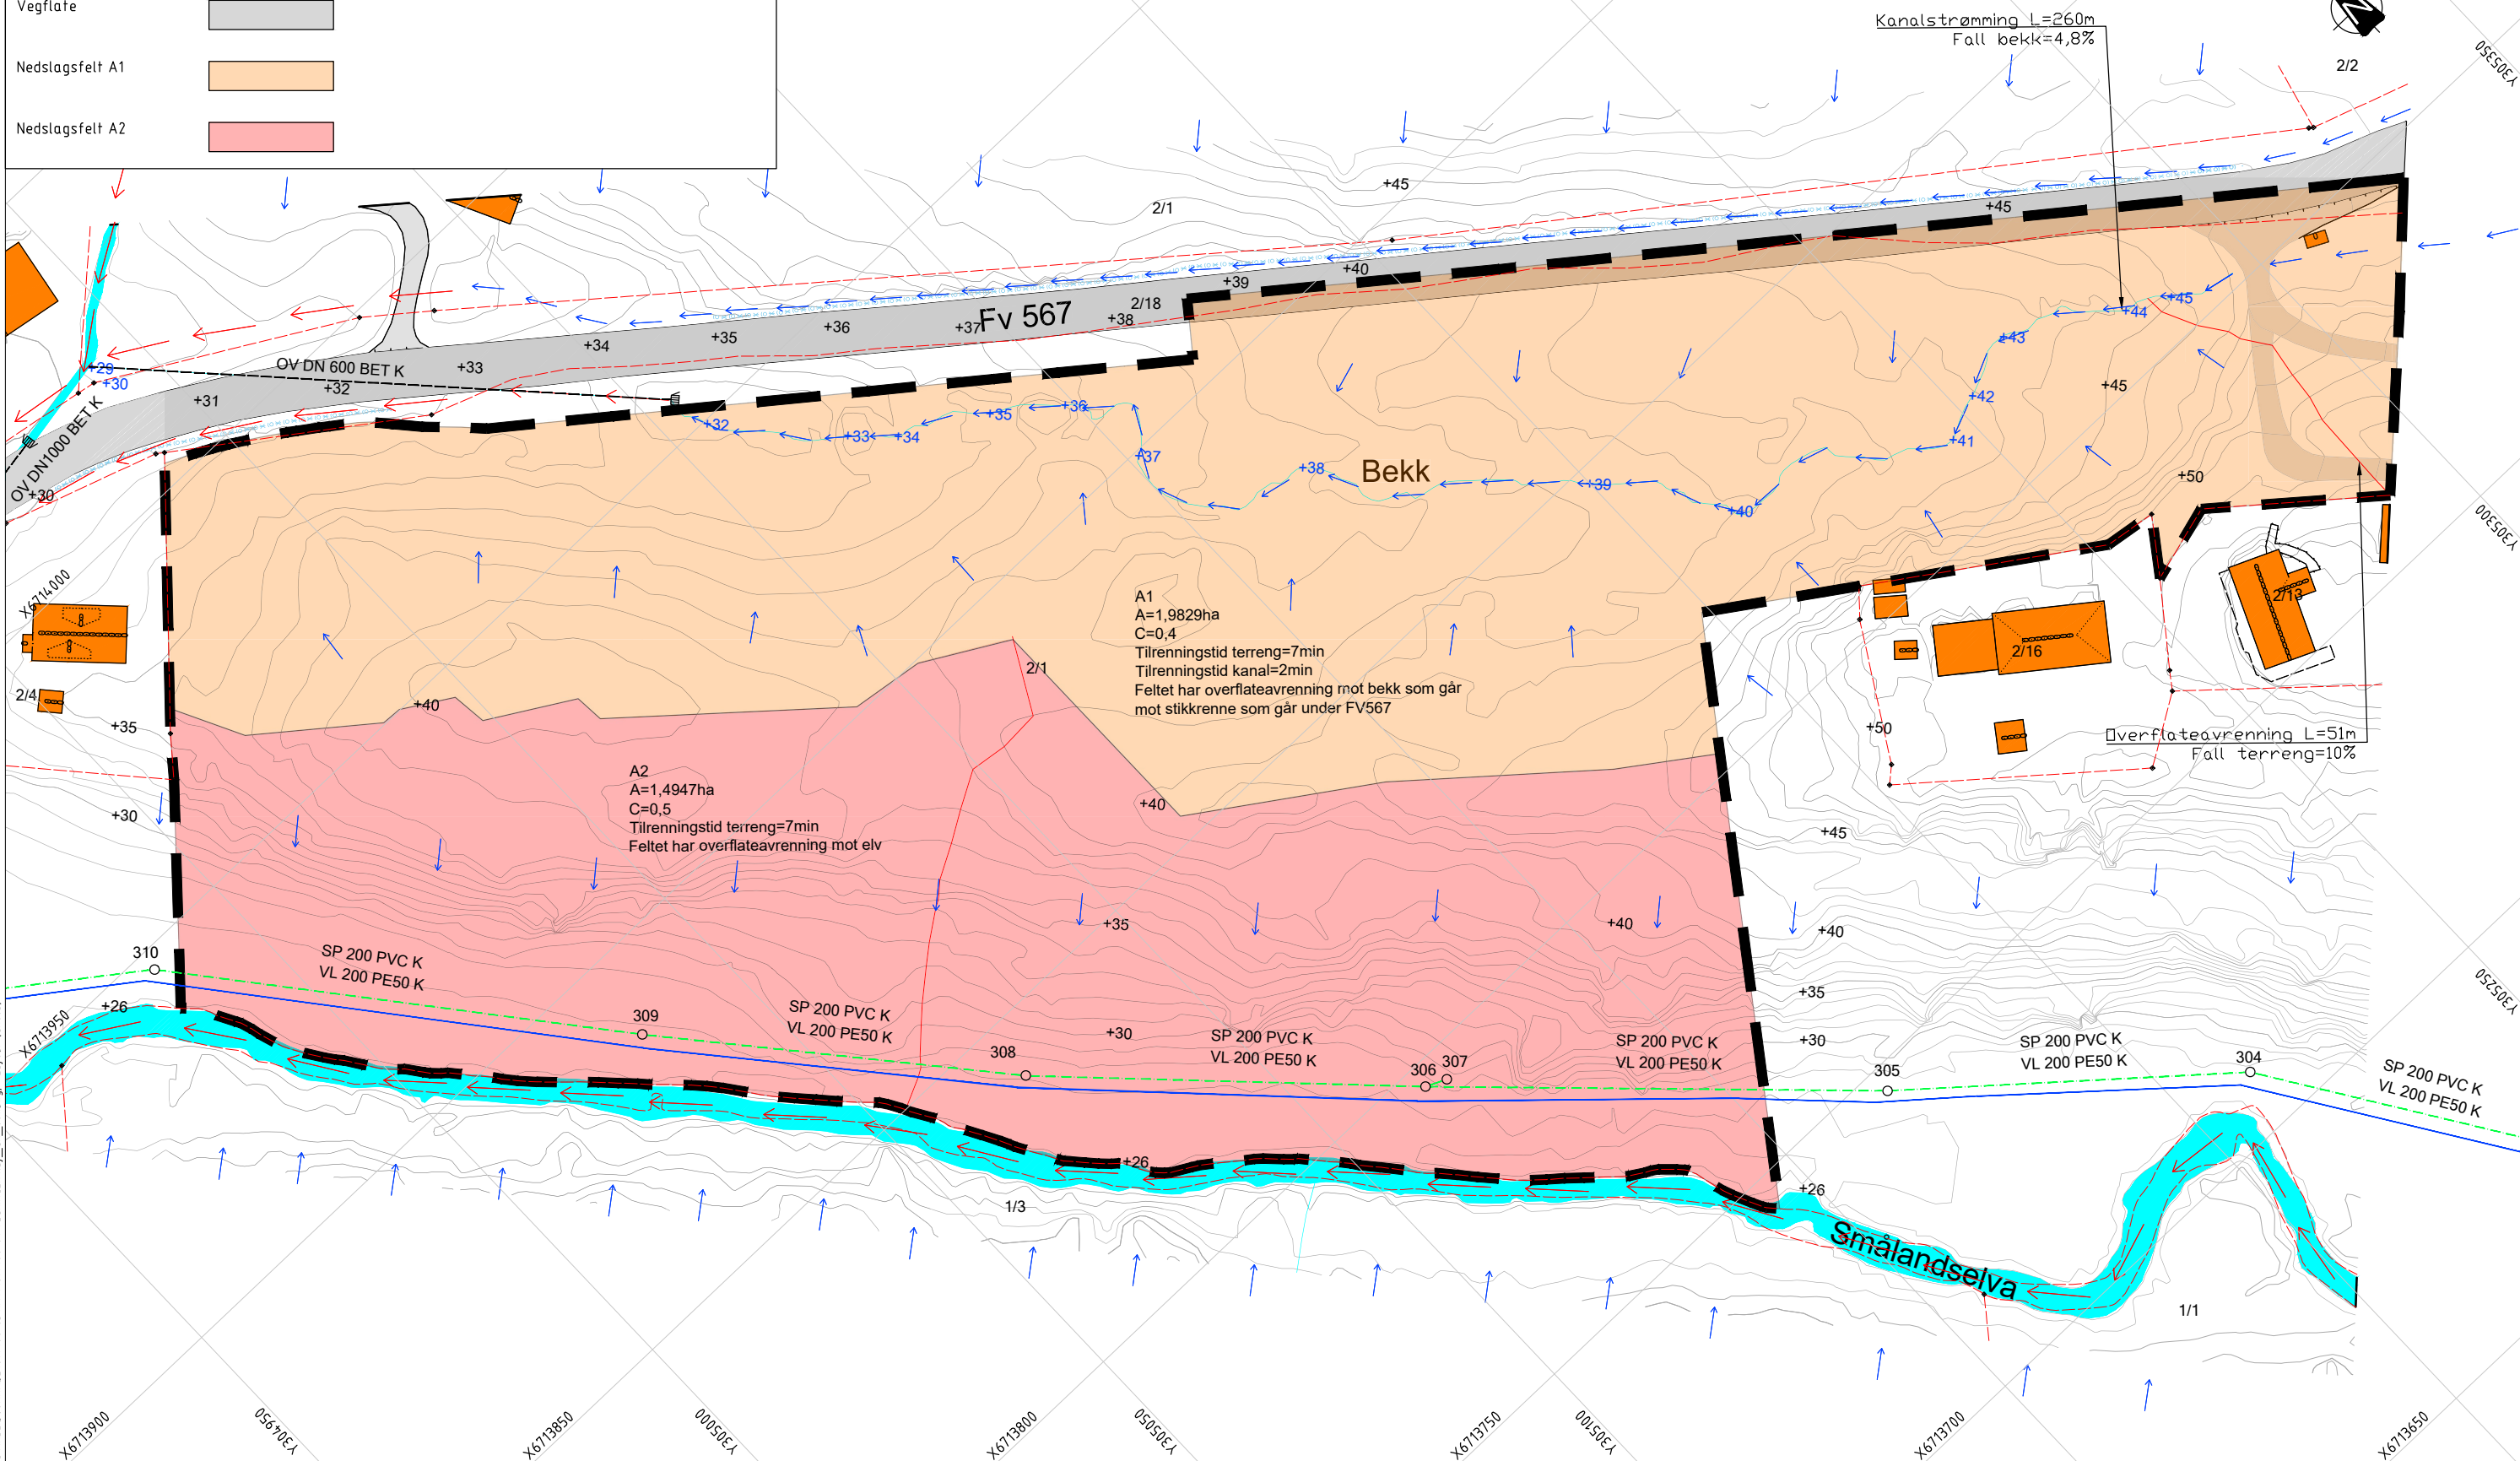 Vegflate
Nedslagsfelt A1
Nedslagsfelt A2
Kanalstrømming L=260m
Fall bekk=4,8%
N
2/2
Y305350
+45
2/1
+45
+40
+39
2/18
+38
Fv 567
+37
+36
+35
+34
+33
OV DN 600 BET K
+32
+31
+29
+30
OV DN1000 BET K
+30
+45
+44
+43
+42
+41
+40
+39
+38
+37
+36
+35
+34
+33
+32
Bekk
+45
+50
Y305300
X6714000
2/4
+35
+30
+40
2/1
A1
A=1,9829ha
C=0,4
Tilrenningstid terreng=7min
Tilrenningstid kanal=2min
Feltet har overflateavrenning mot bekk som går
mot stikkrenne som går under FV567
2/13
2/16
+50
Overflateavrenning L=51m
Fall terreng=10%
A2
A=1,4947ha
C=0,5
Tilrenningstid terreng=7min
Feltet har overflateavrenning mot elv
+40
+45
+35
+40
+40
310
SP 200 PVC K
VL 200 PE50 K
+26
X6713950
309
SP 200 PVC K
VL 200 PE50 K
308
+30
SP 200 PVC K
VL 200 PE50 K
306
307
SP 200 PVC K
VL 200 PE50 K
+35
+30
305
SP 200 PVC K
VL 200 PE50 K
304
SP 200 PVC K
VL 200 PE50 K
Y305250
+26
+26
1/3
Smålandselva
1/1
X6713900
Y304950
X6713850
Y305000
X6713800
Y305050
X6713750
Y305100
X6713700
X6713650